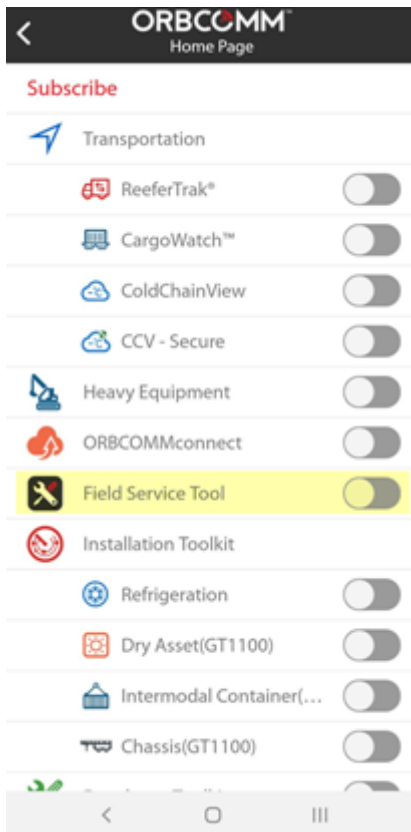 ORBCOMM™
Home Page
Subscribe
Transportation
ReeferTrak®
CargoWatch™
ColdChainView
CCV - Secure
Heavy Equipment
ORBCOMMconnect
Field Service Tool
Installation Toolkit
Refrigeration
Dry Asset(GT1100)
Intermodal Container(...
Chassis(GT1100)